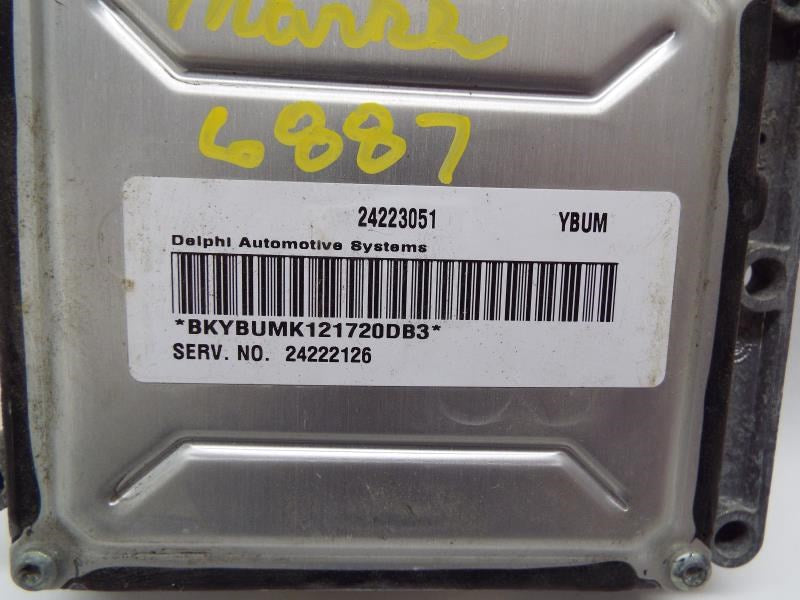 6887
24223051 YBUM
Delphi Automotive Systems
*BKYBUMK121720DB3*
SERV. NO. 24222126